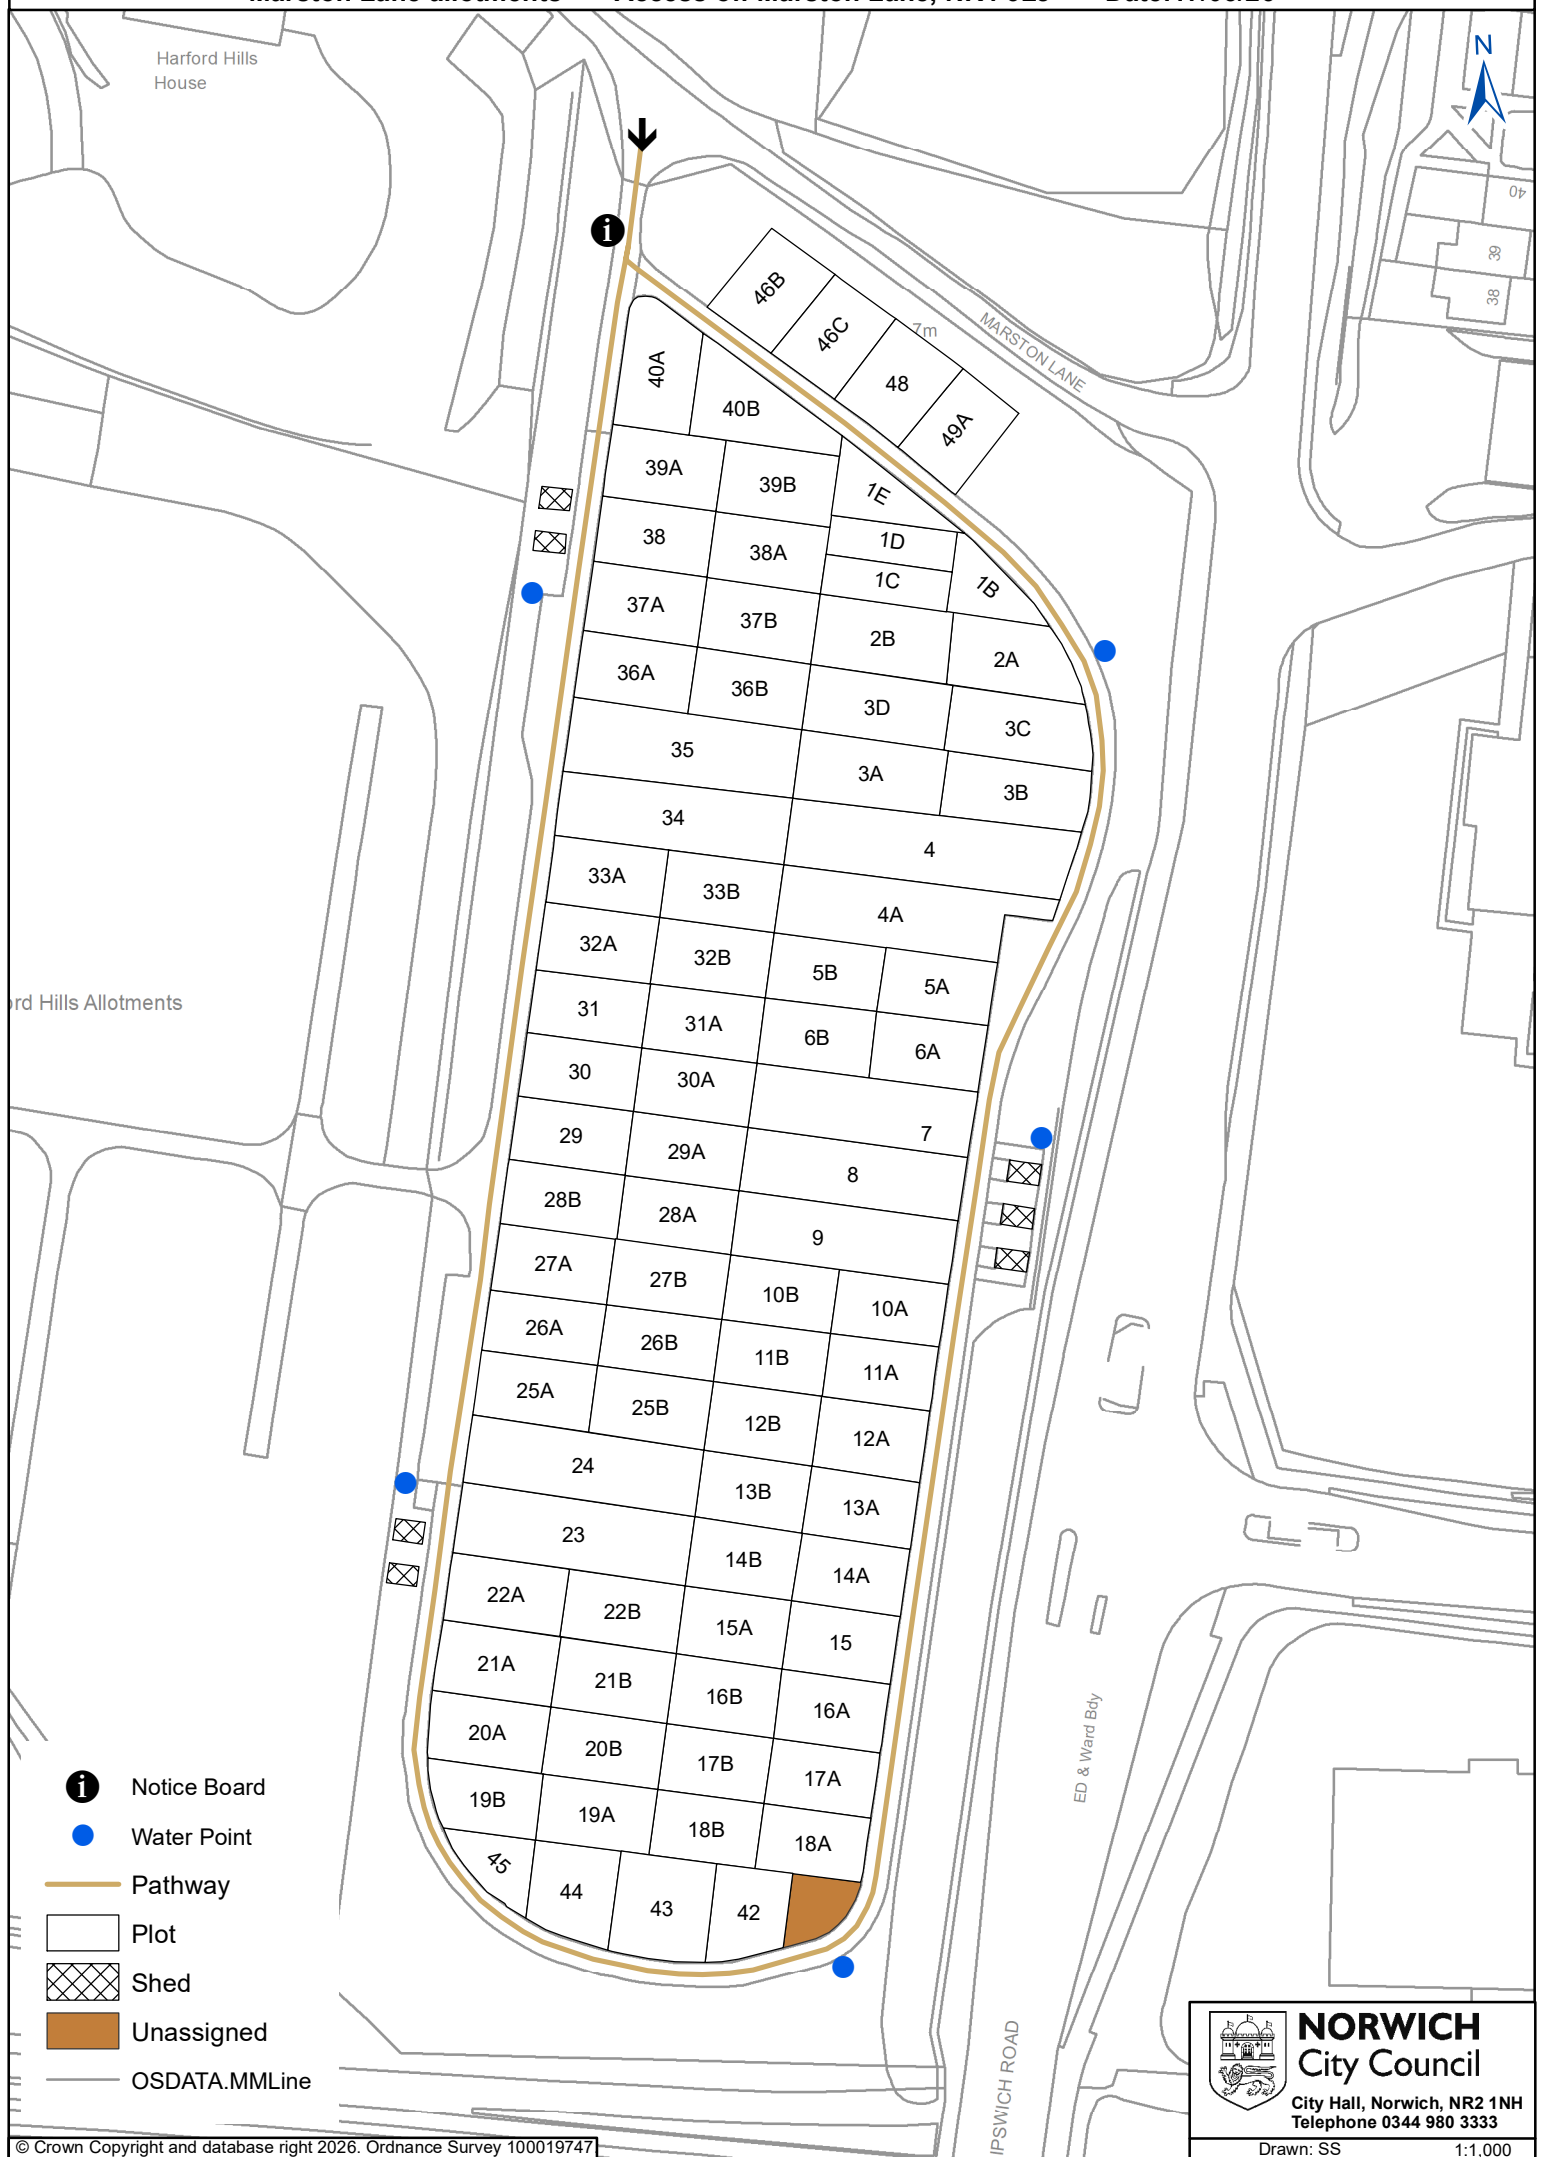 Harford Hills
House
N
40
39
38
MARSTON LANE
7m
46B
46C
48
49A
40A
40B
39A
39B
1E
38
38A
1D
1C
1B
37A
37B
2B
2A
36A
36B
3D
3C
35
3A
3B
34
4
33A
33B
4A
32A
32B
5B
5A
ord Hills Allotments
31
31A
6B
6A
30
30A
7
29
29A
8
28B
28A
9
27A
27B
10B
10A
26A
26B
11B
11A
25A
25B
12B
12A
24
13B
13A
23
14B
14A
22A
22B
15A
15
21A
21B
16B
16A
20A
20B
17B
17A
19B
19A
18B
18A
45
44
43
42
ED & Ward Bdy
IPSWICH ROAD
i
i Notice Board
Water Point
Pathway
Plot
Shed
Unassigned
OSDATA.MMLine
NORWICH
City Council
City Hall, Norwich, NR2 1NH
Telephone 0344 980 3333
© Crown Copyright and database right 2026. Ordnance Survey 100019747
Drawn: SS 1:1,000